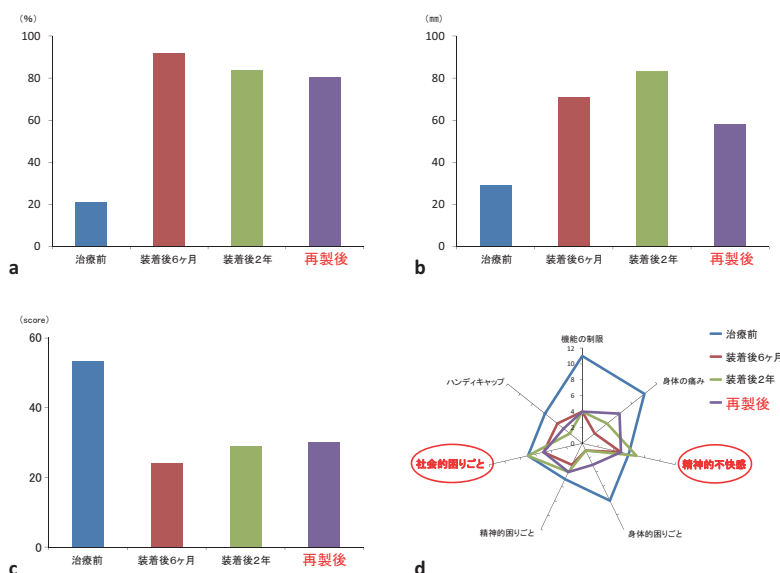 (%)
100
80
60
40
20
0
治療前
装着後6ヶ月
装着後2年
再製後
a
(㎜)
100
80
60
40
20
0
治療前
装着後6ヶ月
装着後2年
再製後
b
(score)
60
40
20
0
治療前
装着後6ヶ月
装着後2年
再製後
c
機能の制限
12
10
8
6
4
2
0
身体の痛み
精神的不快感
身体的困りごと
精神的困りごと
社会的困りごと
ハンディキャップ
治療前
装着後6ヶ月
装着後2年
再製後
d